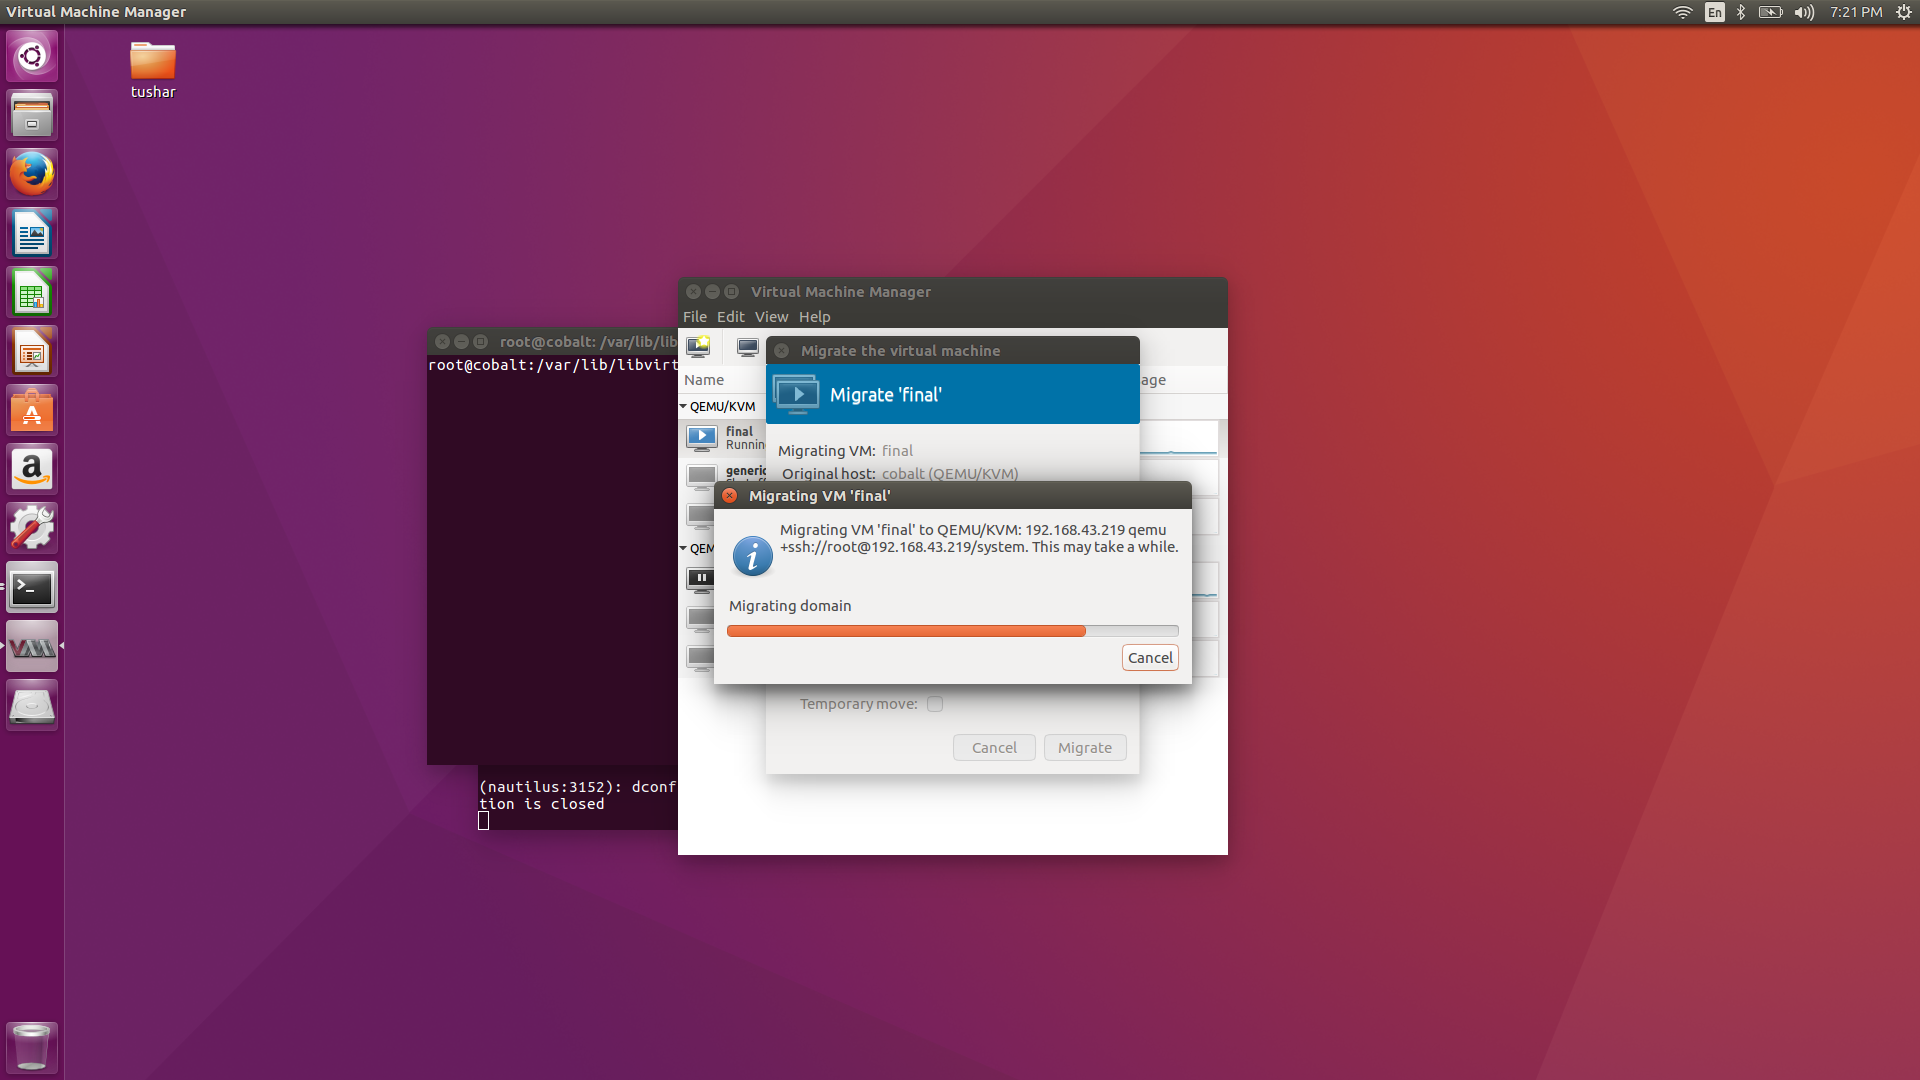 Virtual Machine Manager
En
7:21 PM
tushar
Virtual Machine Manager
File Edit View Help
root@cobalt: /var/lib/lib
root@cobalt:/var/lib/libvirt
Migrate the virtual machine
Name
age
Migrate 'final'
QEMU/KVM
final
Runnin
Migrating VM: final
generic
Original host: cobalt (QEMU/KVM)
Migrating VM 'final'
Migrating VM 'final' to QEMU/KVM: 192.168.43.219 qemu
+ssh://root@192.168.43.219/system. This may take a while.
QEM
Migrating domain
Cancel
Temporary move:
Cancel Migrate
(nautilus:3152): dconf
tion is closed